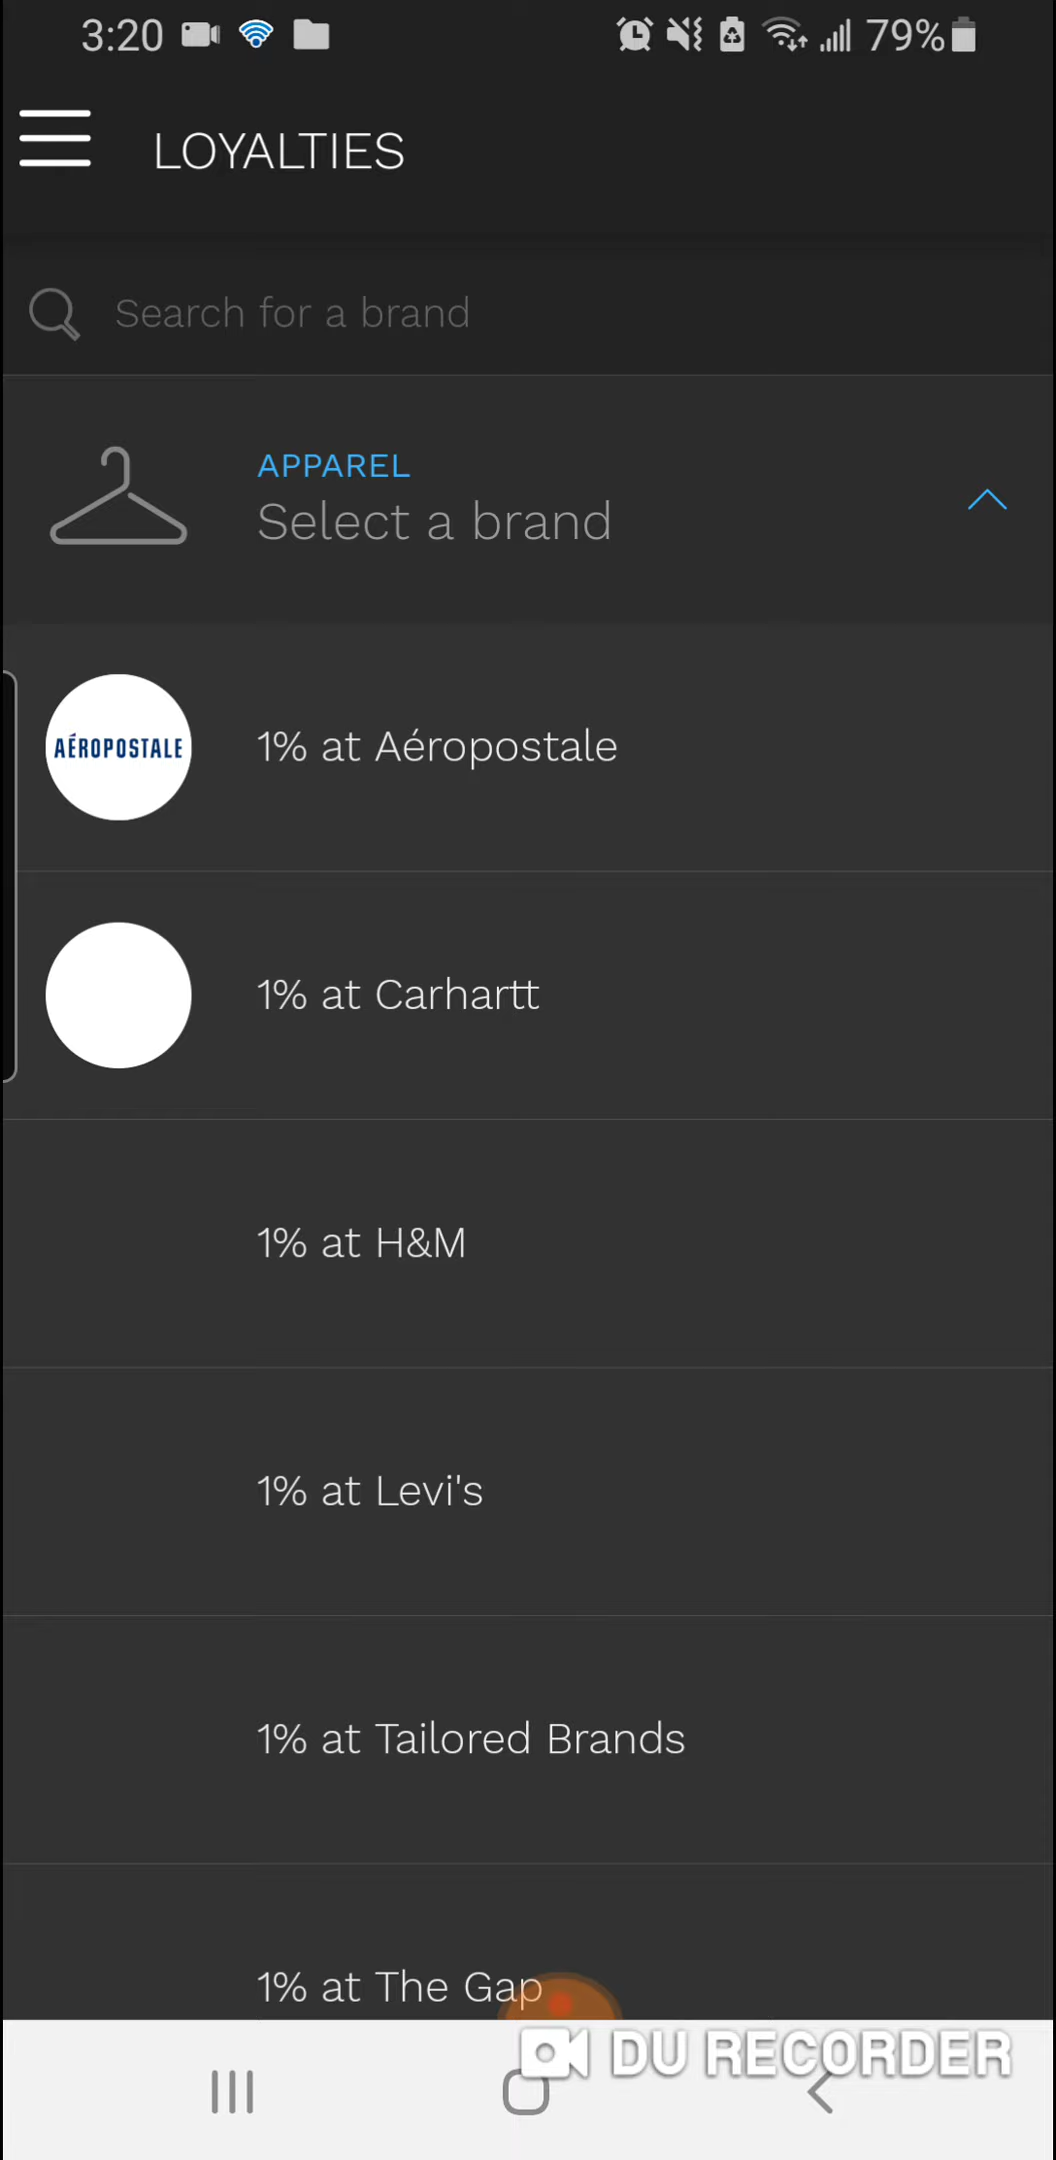 3:20 79%
LOYALTIES
Search for a brand
APPAREL
Select a brand
AÉROPOSTALE
1% at Aéropostale
1% at Carhartt
1% at H&M
1% at Levi's
1% at Tailored Brands
1% at The Gap
DU RECORDER